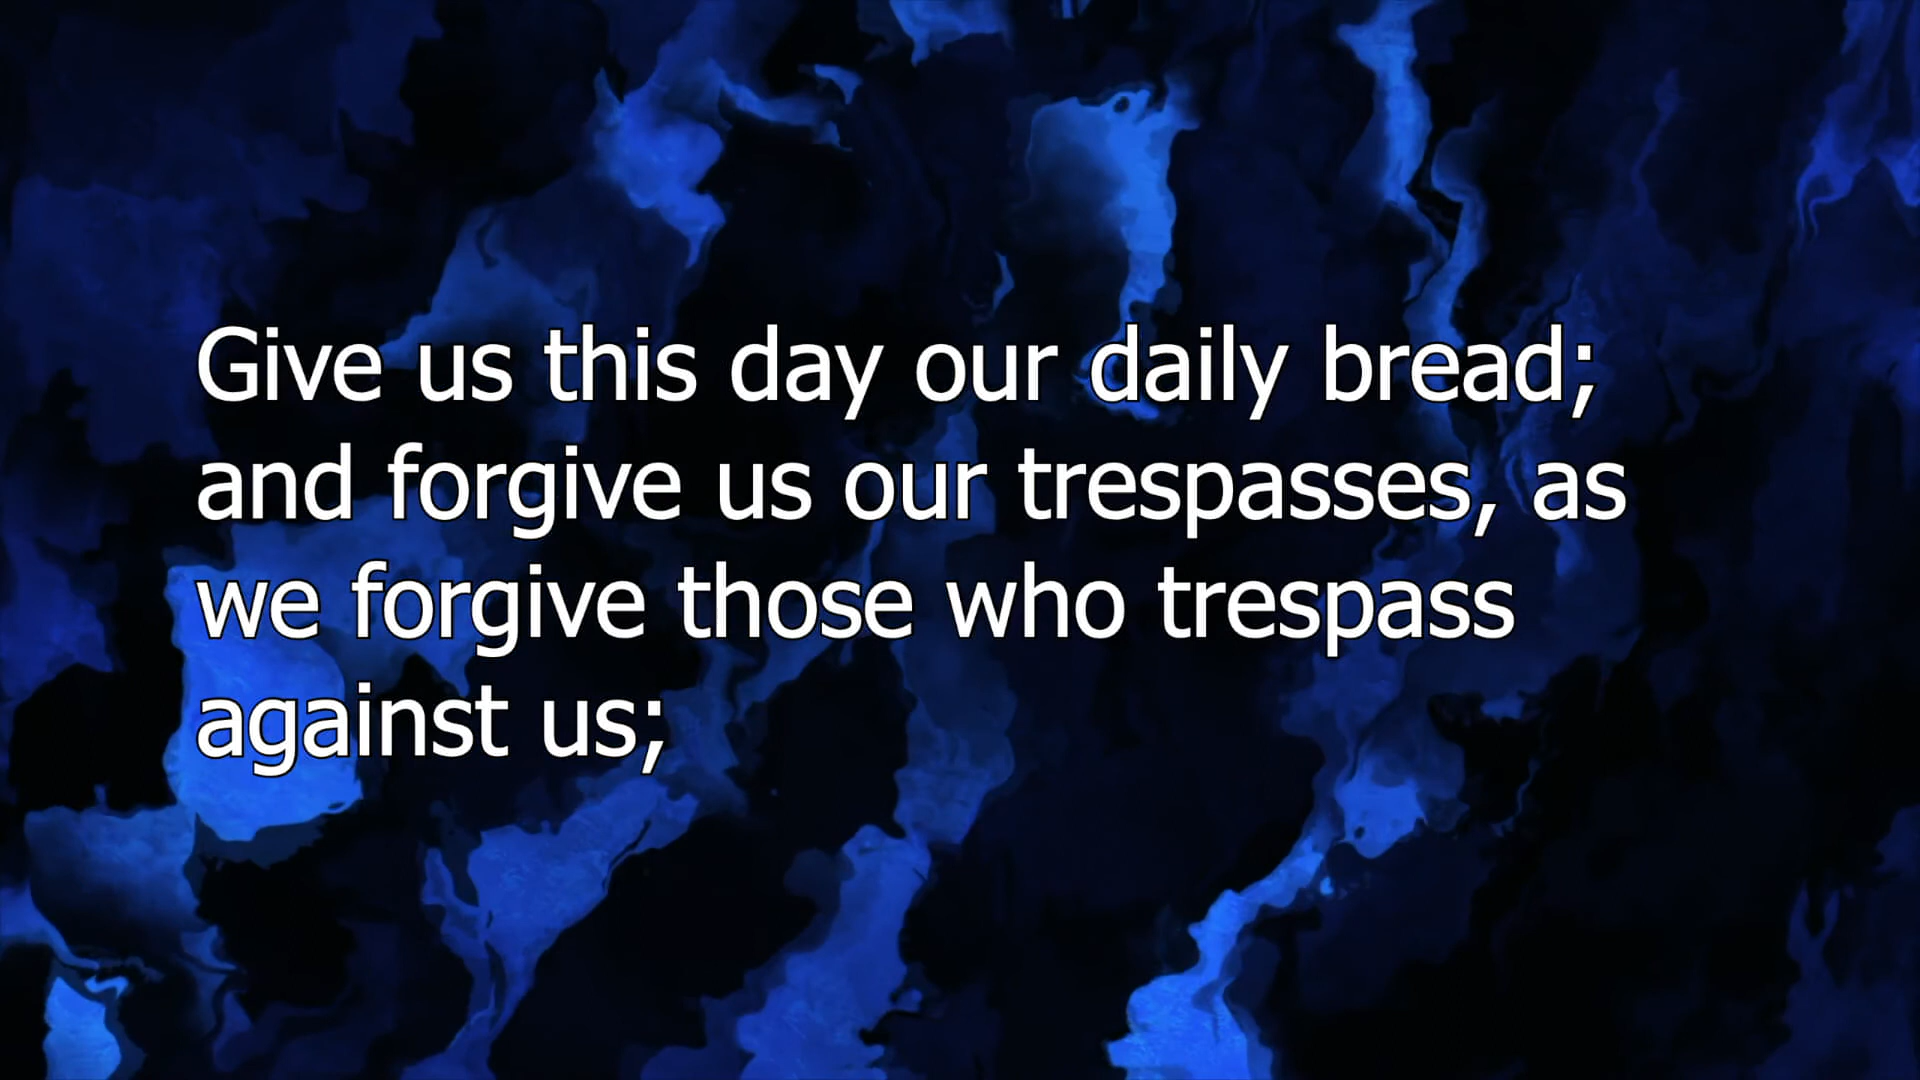 Give us this day our daily bread;
and forgive us our trespasses, as
we forgive those who trespass
against us;